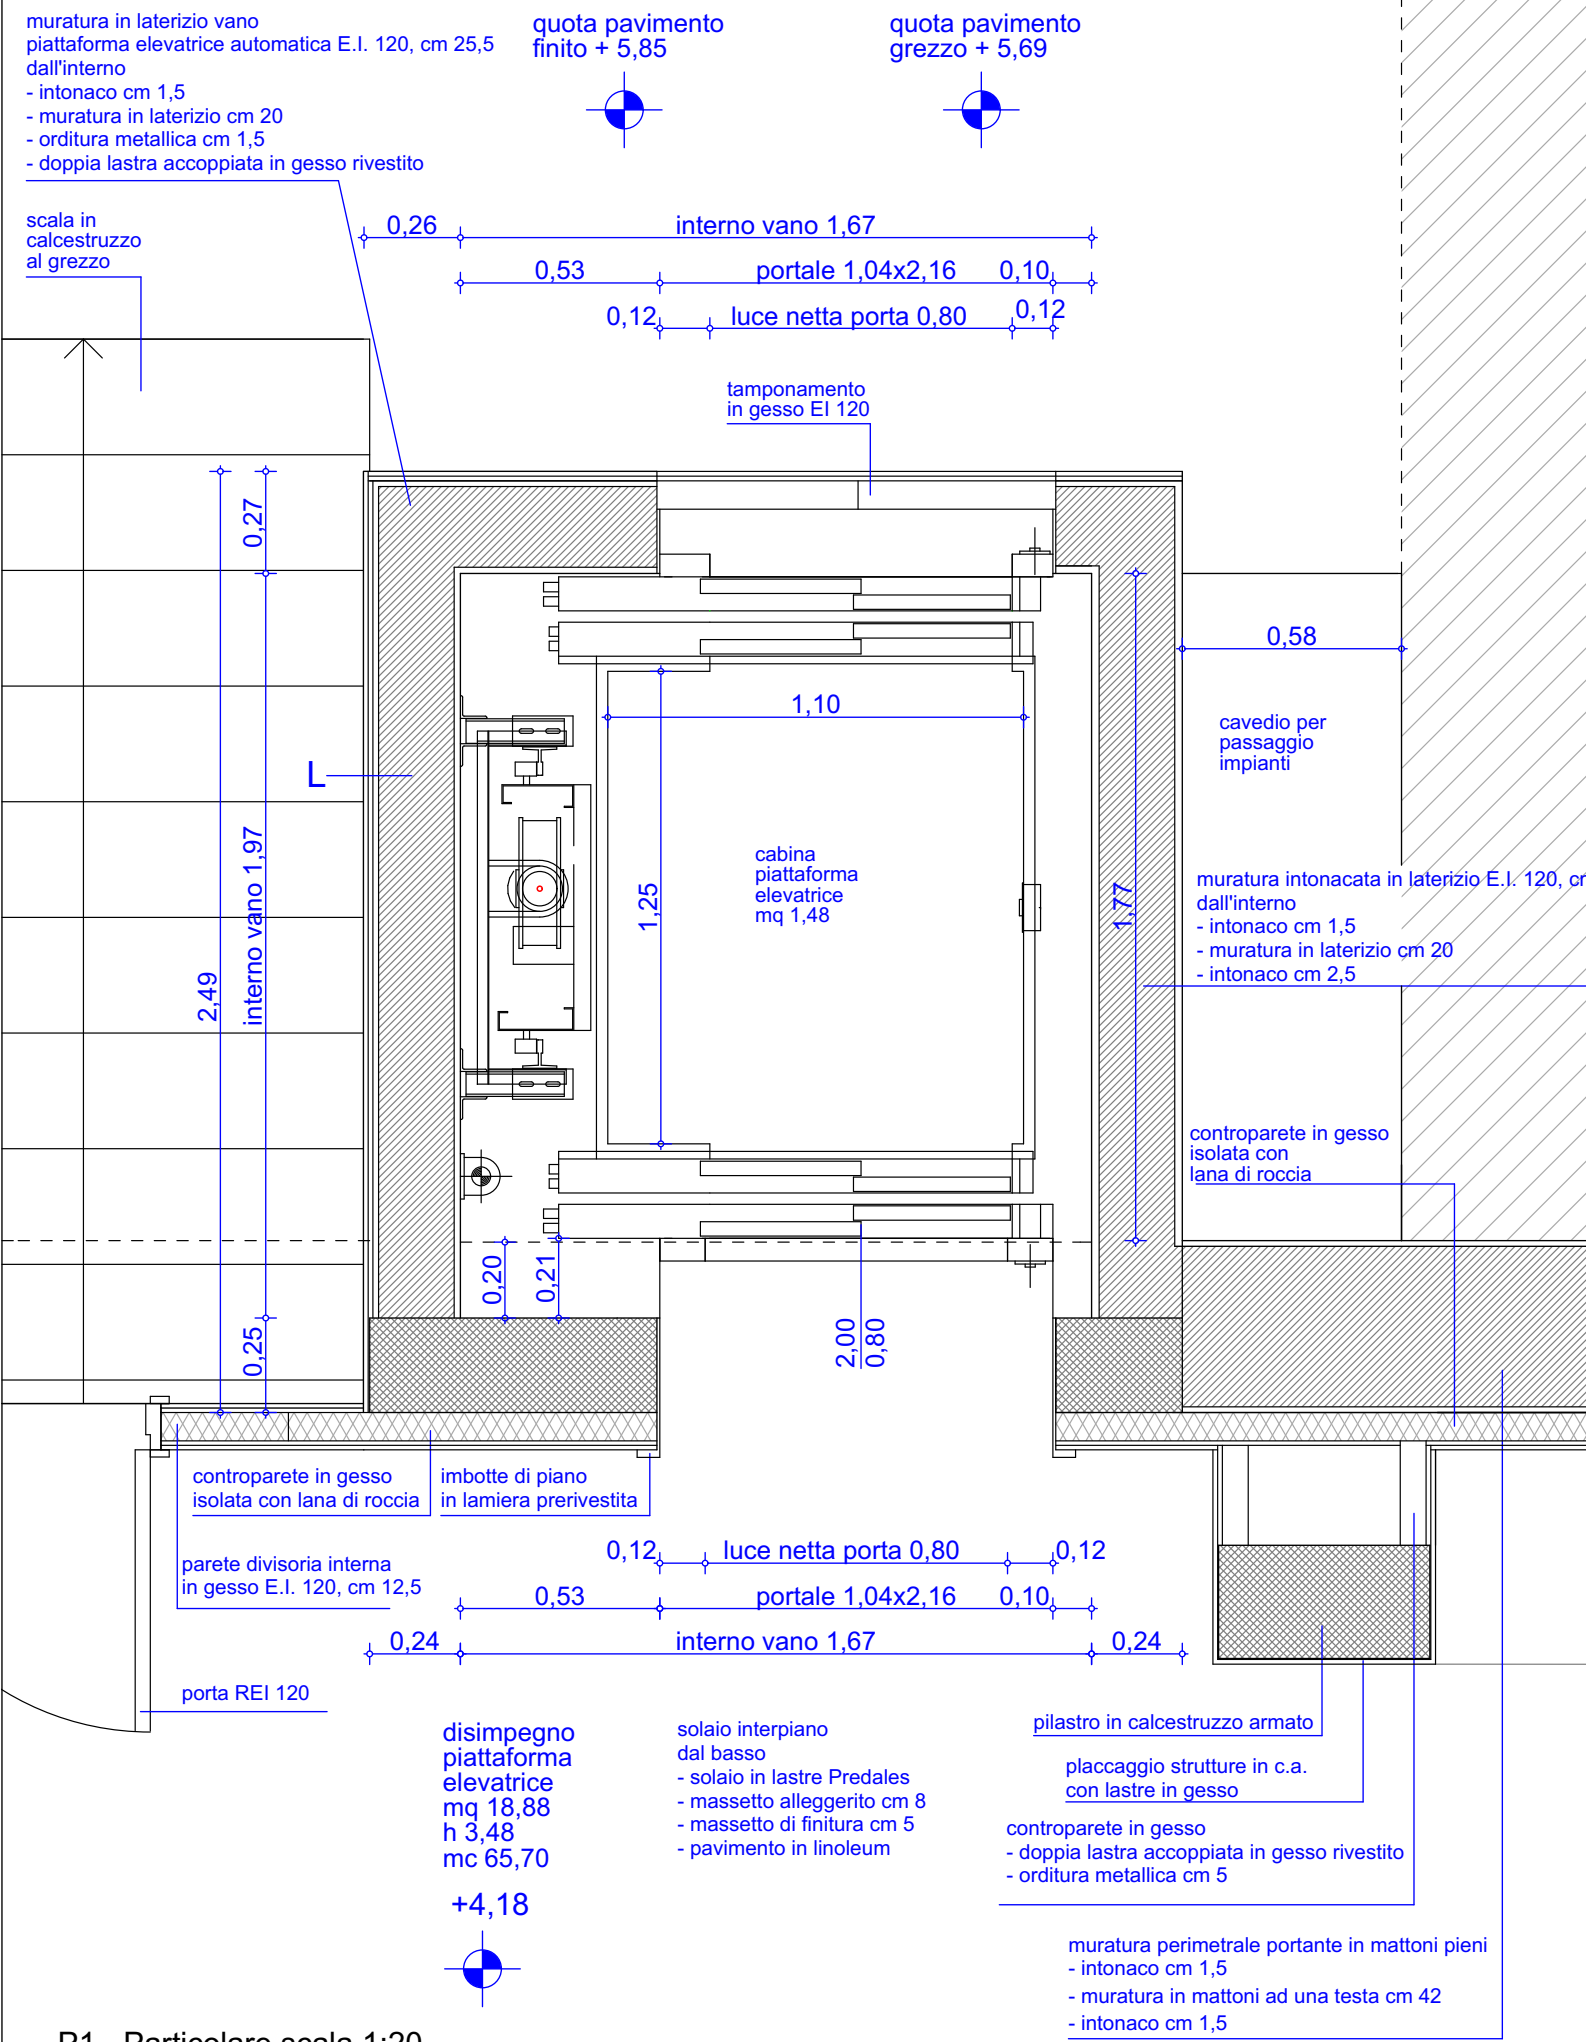 muratura in laterizio vano
piattaforma elevatrice automatica E.I. 120, cm 25,5
dall'interno
- intonaco cm 1,5
- muratura in laterizio cm 20
- orditura metallica cm 1,5
- doppia lastra accoppiata in gesso rivestito
quota pavimento
finito + 5,85
quota pavimento
grezzo + 5,69
scala in
calcestruzzo
al grezzo
0,26
interno vano 1,67
0,53
portale 1,04x2,16
0,10
0,12
luce netta porta 0,80
0,12
tamponamento
in gesso EI 120
0,27
2,49
interno vano 1,97
0,25
L
1,10
1,25
cabina
piattaforma
elevatrice
mq 1,48
1,77
0,58
cavedio per
passaggio
impianti
muratura intonacata in laterizio E.I. 120,
dall'interno
- intonaco cm 1,5
- muratura in laterizio cm 20
- intonaco cm 2,5
controparete in gesso
isolata con
lana di roccia
0,20
0,21
2,00
0,80
controparete in gesso
isolata con lana di roccia
imbotte di piano
in lamiera prerivestita
parete divisoria interna
in gesso E.I. 120, cm 12,5
0,12
luce netta porta 0,80
0,12
0,53
portale 1,04x2,16
0,10
0,24
interno vano 1,67
0,24
porta REI 120
disimpegno
piattaforma
elevatrice
mq 18,88
h 3,48
mc 65,70
+4,18
solaio interpiano
dal basso
- solaio in lastre Predales
- massetto alleggerito cm 8
- massetto di finitura cm 5
- pavimento in linoleum
pilastro in calcestruzzo armato
placcaggio strutture in c.a.
con lastre in gesso
controparete in gesso
- doppia lastra accoppiata in gesso rivestito
- orditura metallica cm 5
muratura perimetrale portante in mattoni pieni
- intonaco cm 1,5
- muratura in mattoni ad una testa cm 42
- intonaco cm 1,5
Particolare scala 1:20